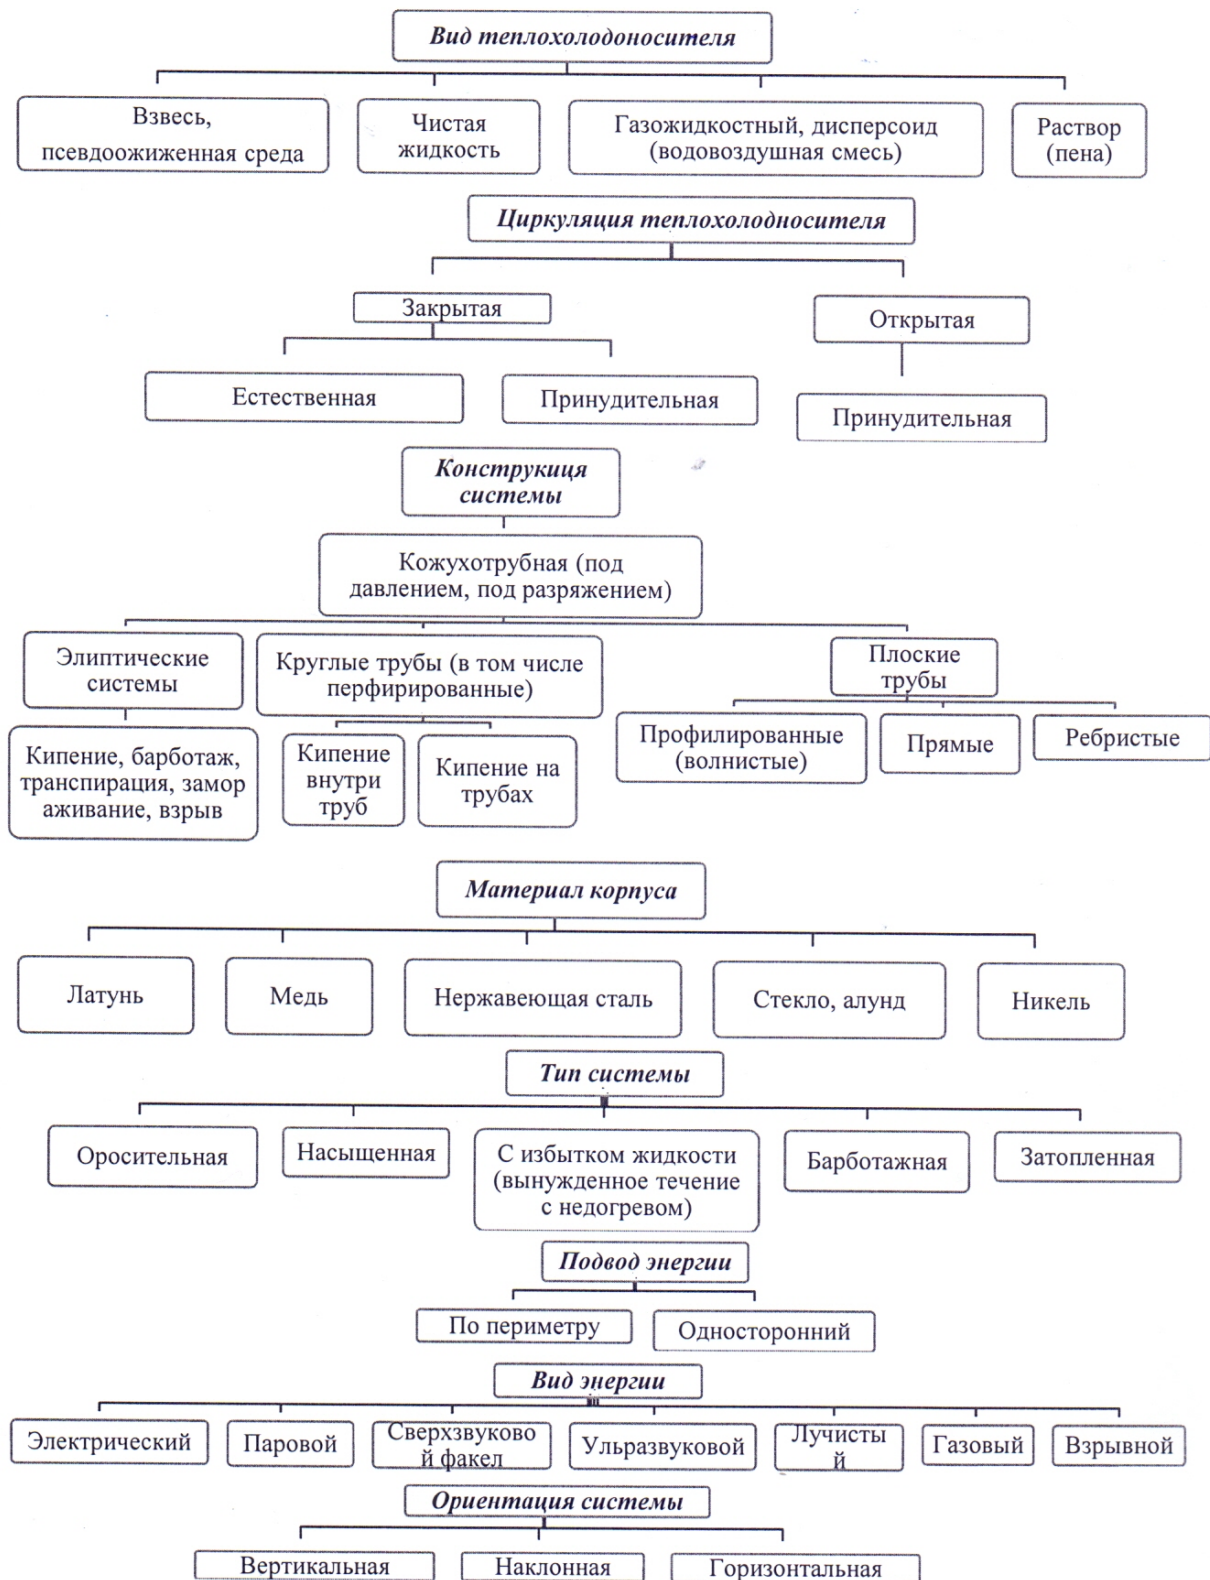 Вид теплохолодоносителя
Взвесь,
псевдоожиженная среда
Чистая
жидкость
Газожидкостный, дисперсоид
(водовоздушная смесь)
Раствор
(пена)
Циркуляция теплохолодносителя
Закрытая
Открытая
Естественная
Принудительная
Принудительная
Конструкиця
системы
Кожухотрубная (под
давлением, под разряжением)
Элиптические
системы
Круглые трубы (в том числе
перфирированные)
Плоские
трубы
Кипение, барботаж,
транспирация, замор
аживание, взрыв
Кипение
внутри
труб
Кипение на
трубах
Профилированные
(волнистые)
Прямые
Ребристые
Материал корпуса
Латунь
Медь
Нержавеющая сталь
Стекло, алунд
Никель
Тип системы
Оросительная
Насыщенная
С избытком жидкости
(вынужденное течение
с недогревом)
Барботажная
Затопленная
Подвод энергии
По периметру
Односторонний
Вид энергии
Электрический
Паровой
Сверхзвуково
й факел
Ульразвуковой
Лучисты
й
Газовый
Взрывной
Ориентация системы
Вертикальная
Наклонная
Горизонтальная